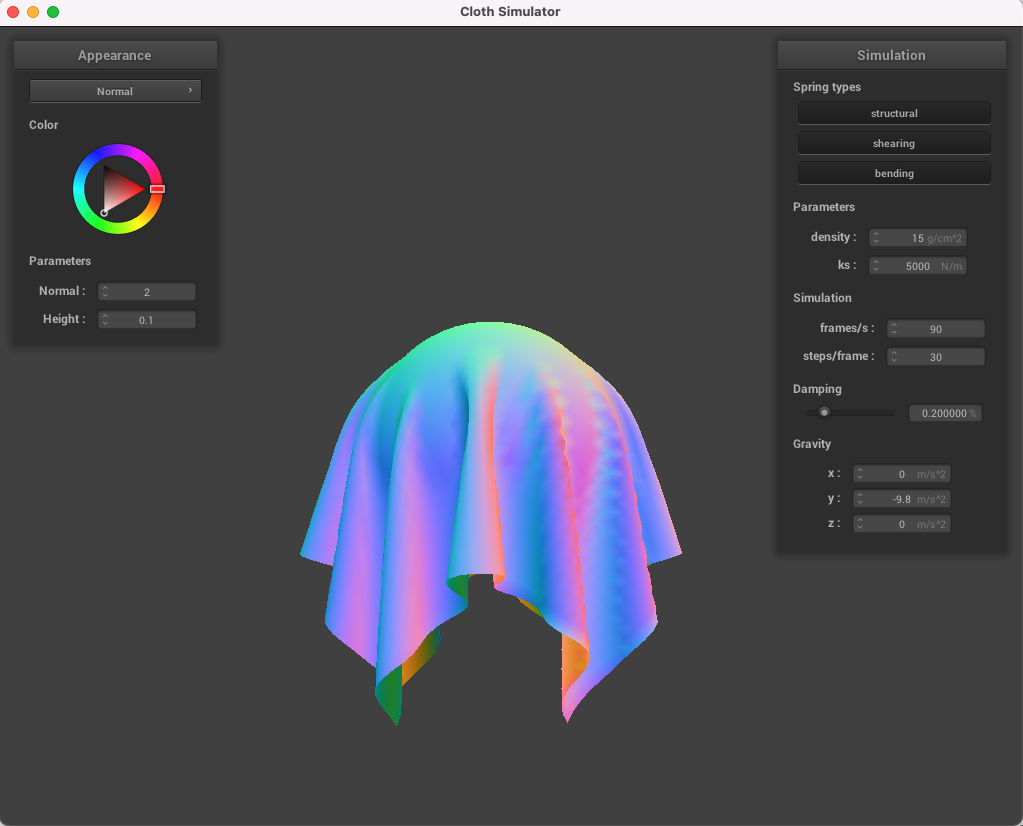 Cloth Simulator
Appearance
Normal
Color
Parameters
Normal : 2
Height : 0.1
Simulation
Spring types
structural
shearing
bending
Parameters
density : 15 g/cm^2
ks : 5000 N/m
Simulation
frames/s : 90
steps/frame : 30
Damping
0.200000 %
Gravity
x : 0 m/s^2
y : -9.8 m/s^2
z : 0 m/s^2